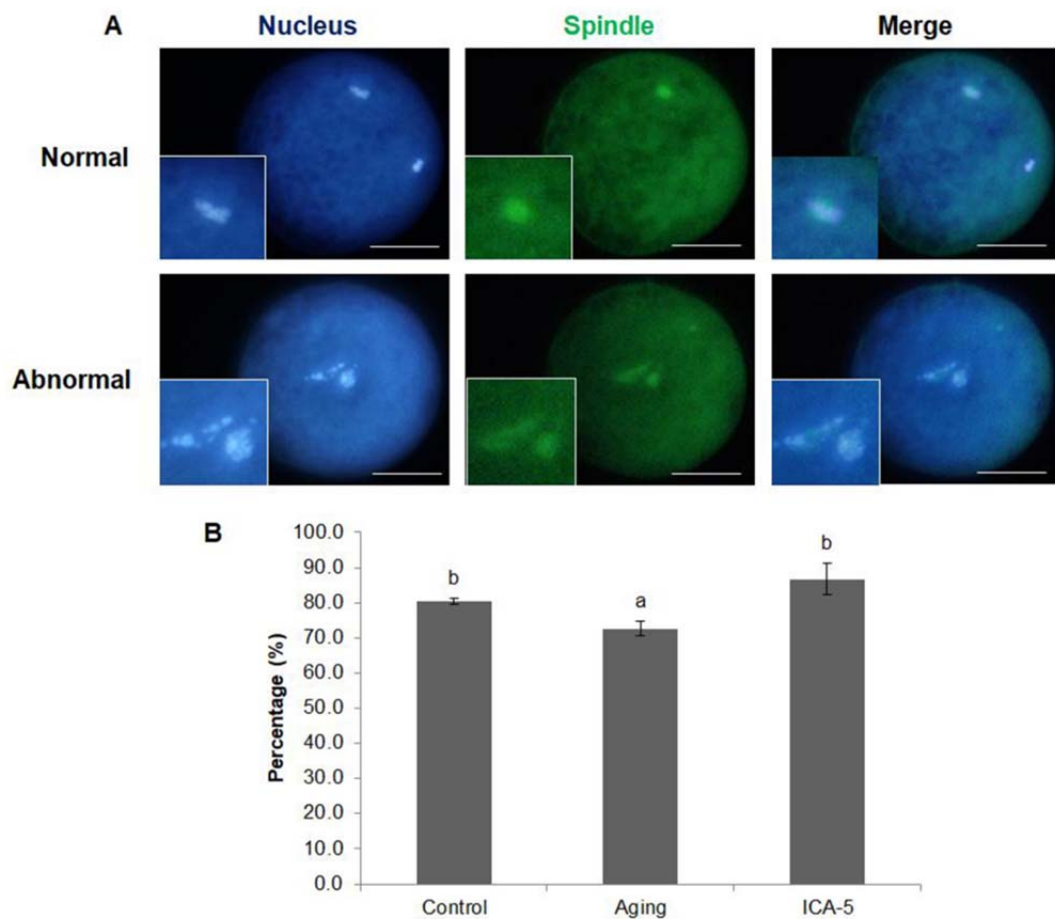 A Nucleus Spindle Merge
Normal
Abnormal
B
Percentage (%)
100.0
90.0
80.0
70.0
60.0
50.0
40.0
30.0
20.0
10.0
0.0
b
a
b
Control Aging ICA-5